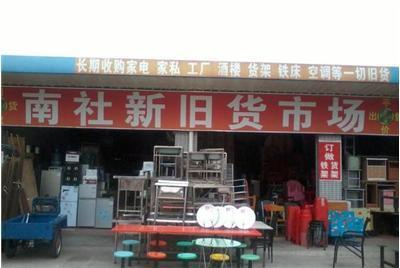 长期收购家电 家私 工厂 酒楼 货架 铁床 空调等一切旧货
南社新旧货市场
订做
铁货
架架